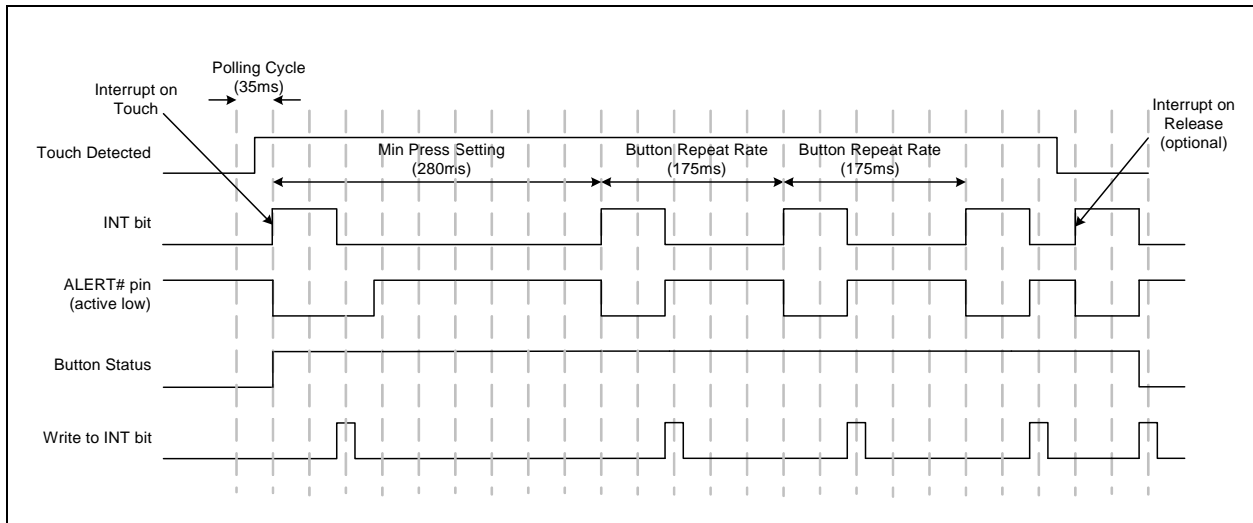 Polling Cycle
(35ms)
Interrupt on
Touch
Interrupt on
Release
(optional)
Touch Detected
Min Press Setting
(280ms)
Button Repeat Rate
(175ms)
Button Repeat Rate
(175ms)
INT bit
ALERT# pin
(active low)
Button Status
Write to INT bit